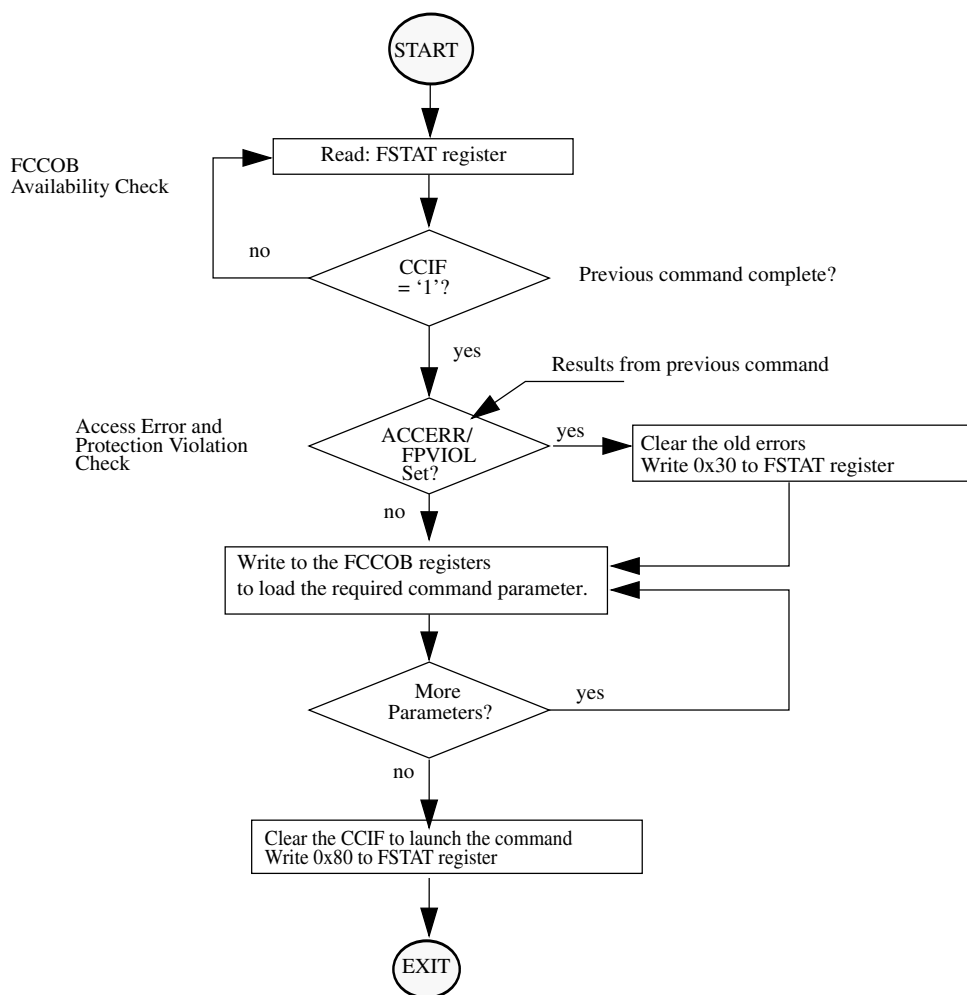 START
Read: FSTAT register
FCCOB
Availability Check
no
CCIF
= ‘1’?
Previous command complete?
yes
Results from previous command
Access Error and
Protection Violation
Check
ACCERR/
FPVIOL
Set?
yes
Clear the old errors
Write 0x30 to FSTAT register
no
Write to the FCCOB registers
to load the required command parameter.
More
Parameters?
yes
no
Clear the CCIF to launch the command
Write 0x80 to FSTAT register
EXIT